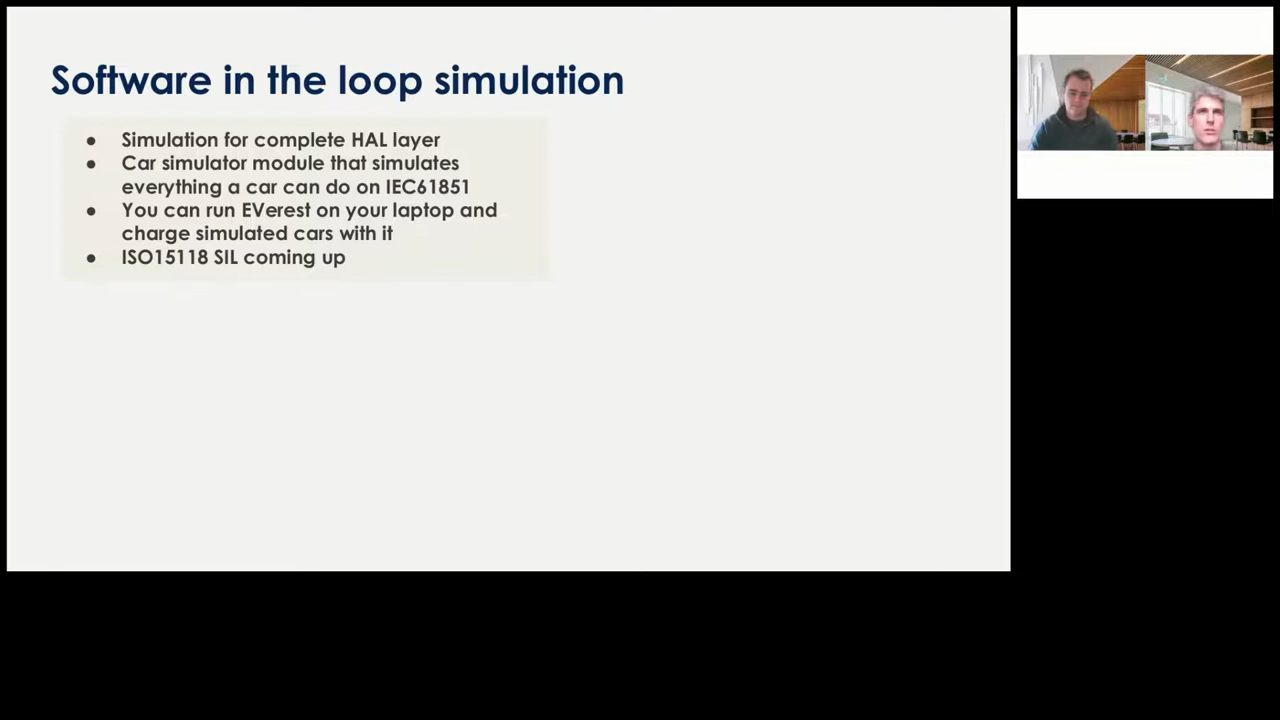 Software in the loop simulation
● Simulation for complete HAL layer
● Car simulator module that simulates
everything a car can do on IEC61851
● You can run EVerest on your laptop and
charge simulated cars with it
● ISO15118 SIL coming up